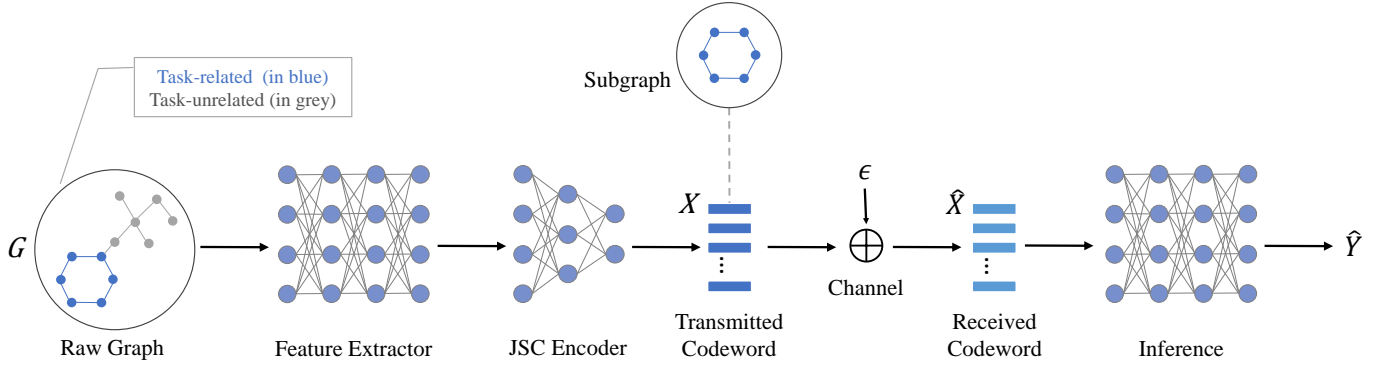 Task-related (in blue)
Task-unrelated (in grey)
Subgraph
G
X
ϵ
X̂
Ŷ
Channel
Raw Graph
Feature Extractor
JSC Encoder
Transmitted
Codeword
Received
Codeword
Inference